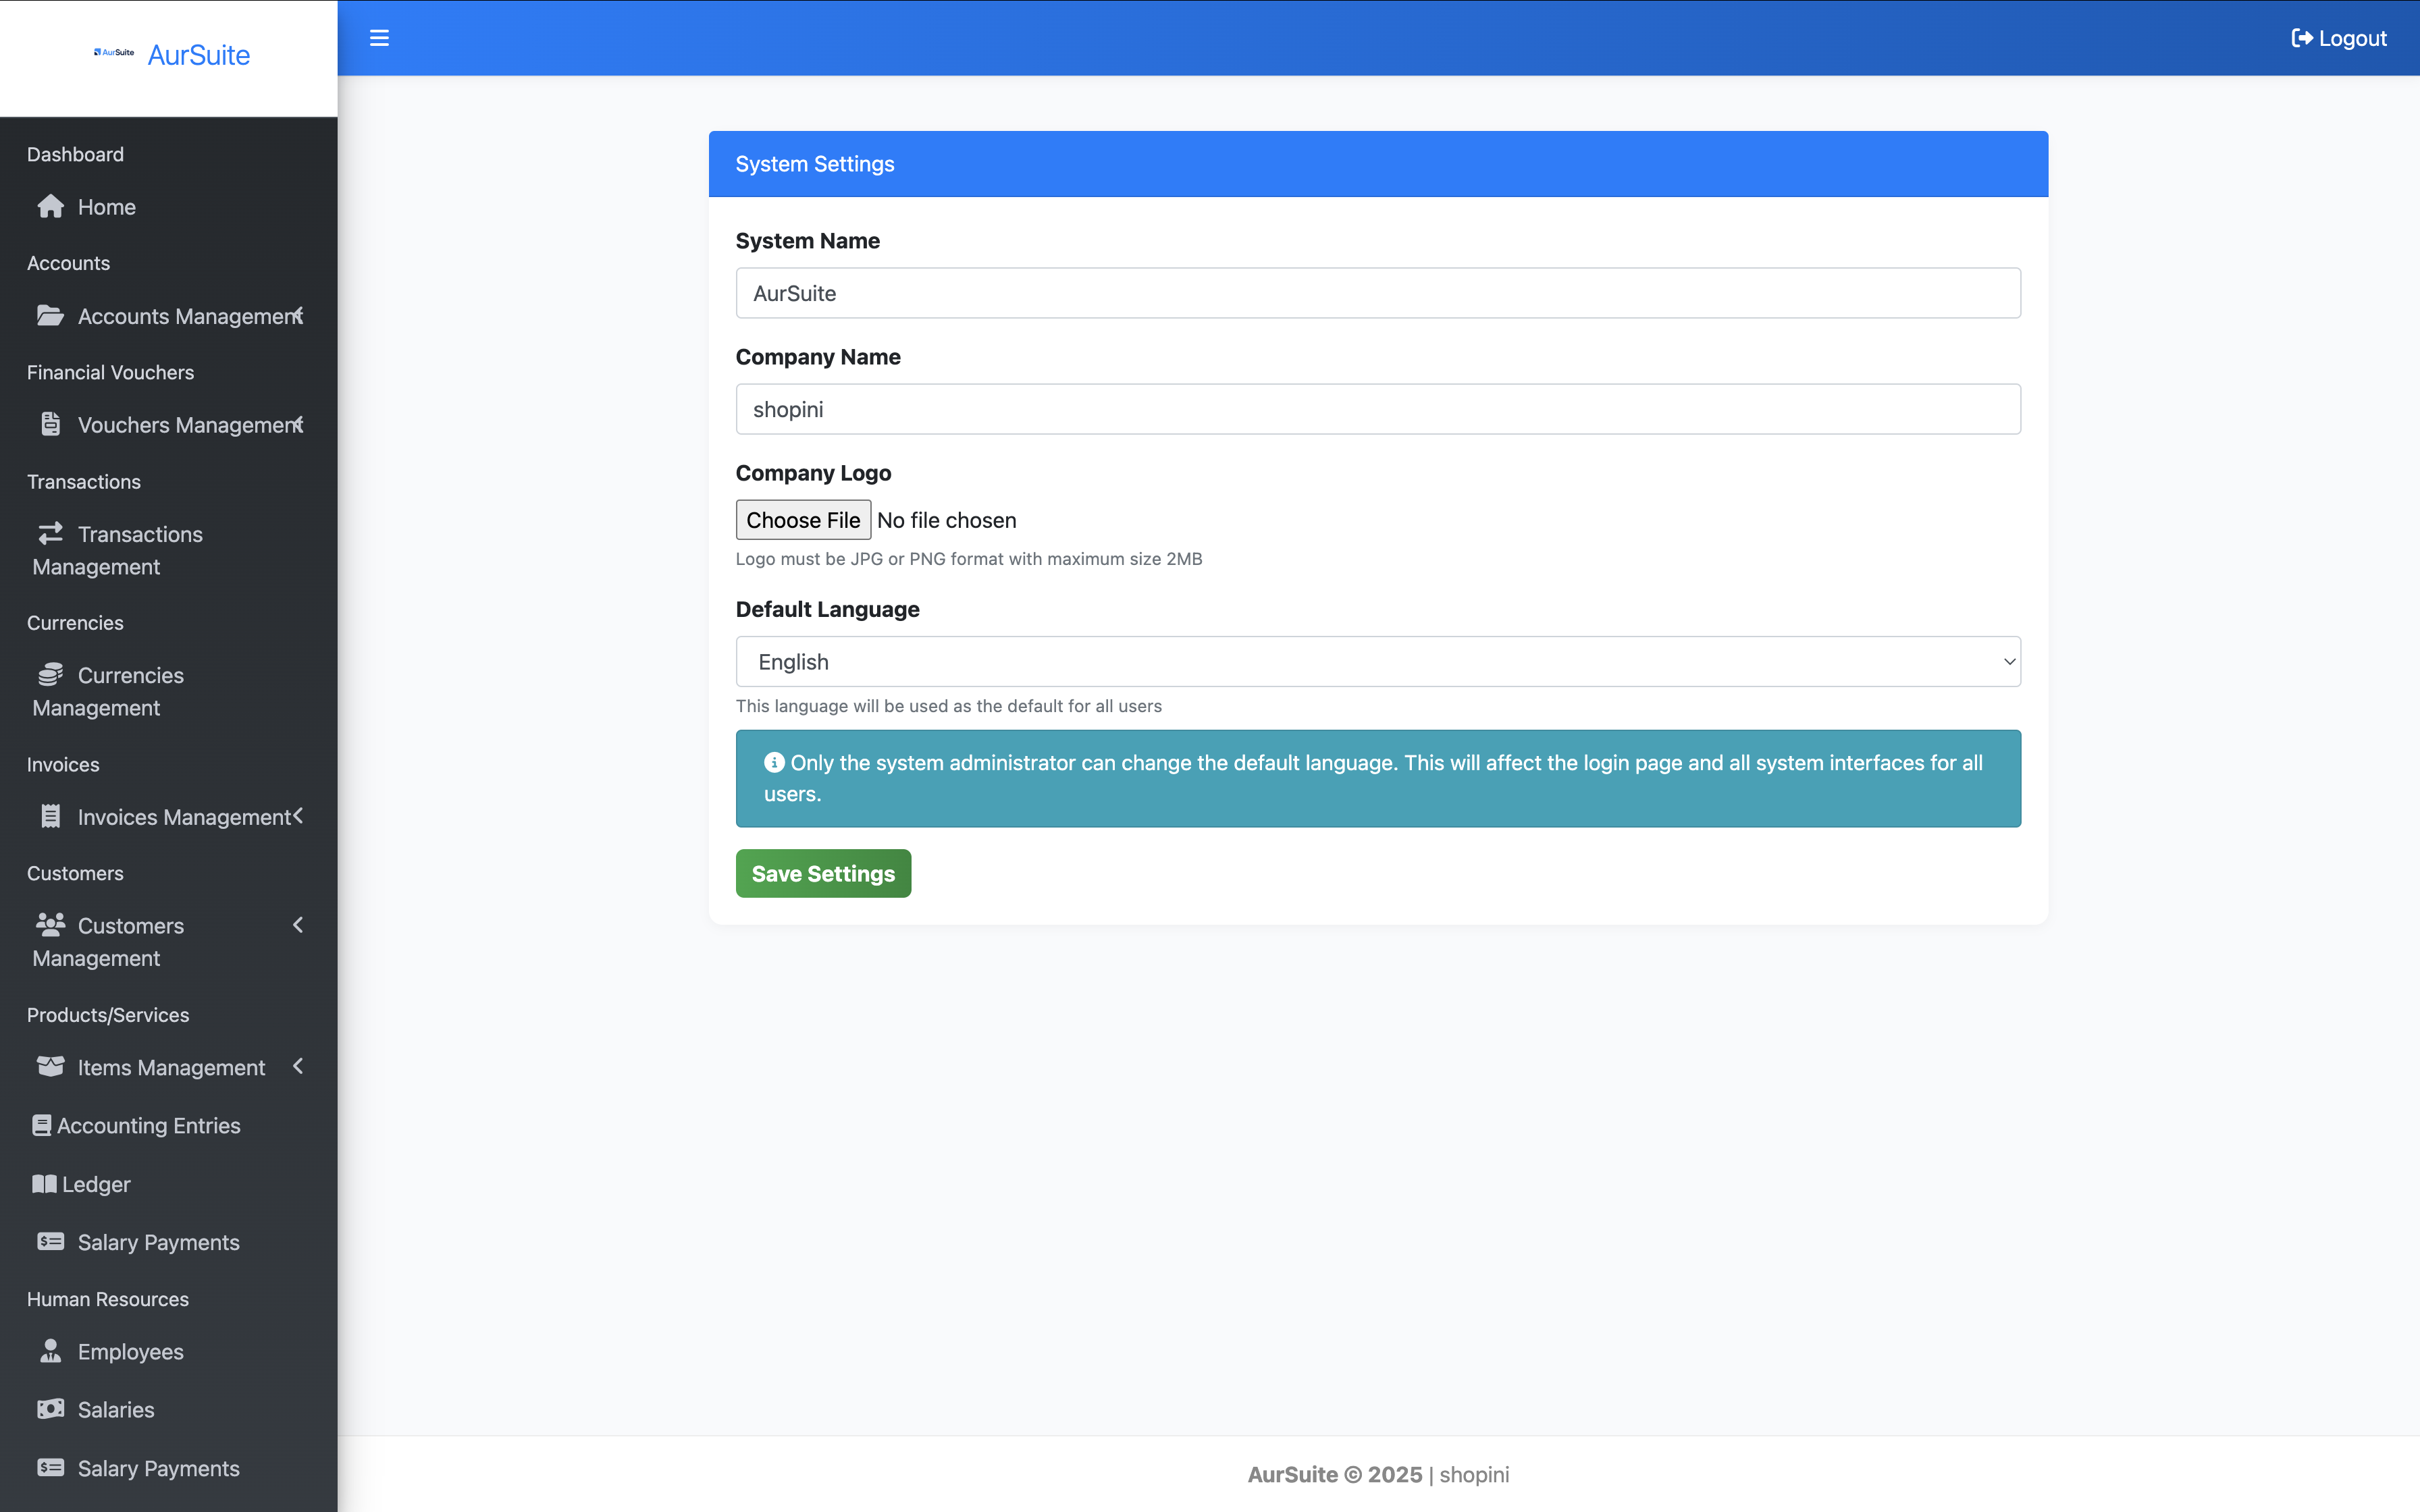 AurSuite AurSuite
Logout
Dashboard
Home
Accounts
Accounts Management
Financial Vouchers
Vouchers Management
Transactions
Transactions
Management
Currencies
Currencies
Management
Invoices
Invoices Management
Customers
Customers
Management
Products/Services
Items Management
Accounting Entries
Ledger
Salary Payments
Human Resources
Employees
Salaries
Salary Payments
System Settings
System Name
AurSuite
Company Name
shopini
Company Logo
Choose File No file chosen
Logo must be JPG or PNG format with maximum size 2MB
Default Language
English
This language will be used as the default for all users
Only the system administrator can change the default language. This will affect the login page and all system interfaces for all
users.
Save Settings
AurSuite © 2025 | shopini